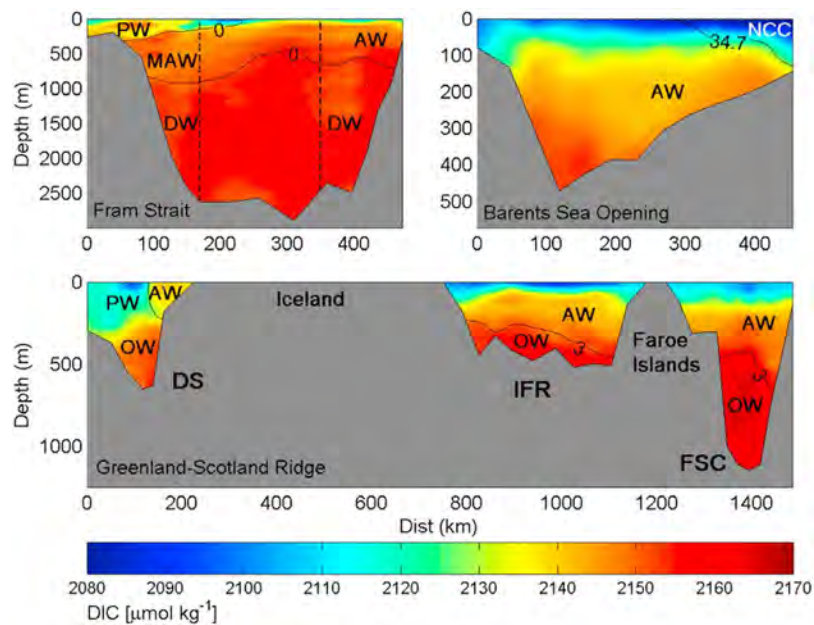 0
500
1000
1500
2000
2500
Depth (m)
PW
0
MAW
0
AW
DW
DW
Fram Strait
0 100 200 300 400
0
100
200
300
400
500
NCC
34.7
AW
Barents Sea Opening
0 100 200 300 400
0
500
1000
Depth (m)
PW
AW
OW
DS
Iceland
AW
OW
3
IFR
Faroe
Islands
AW
3
OW
FSC
Greenland-Scotland Ridge
0 200 400 600 800 1000 1200 1400
Dist (km)
2080 2090 2100 2110 2120 2130 2140 2150 2160 2170
DIC [μmol kg⁻¹]